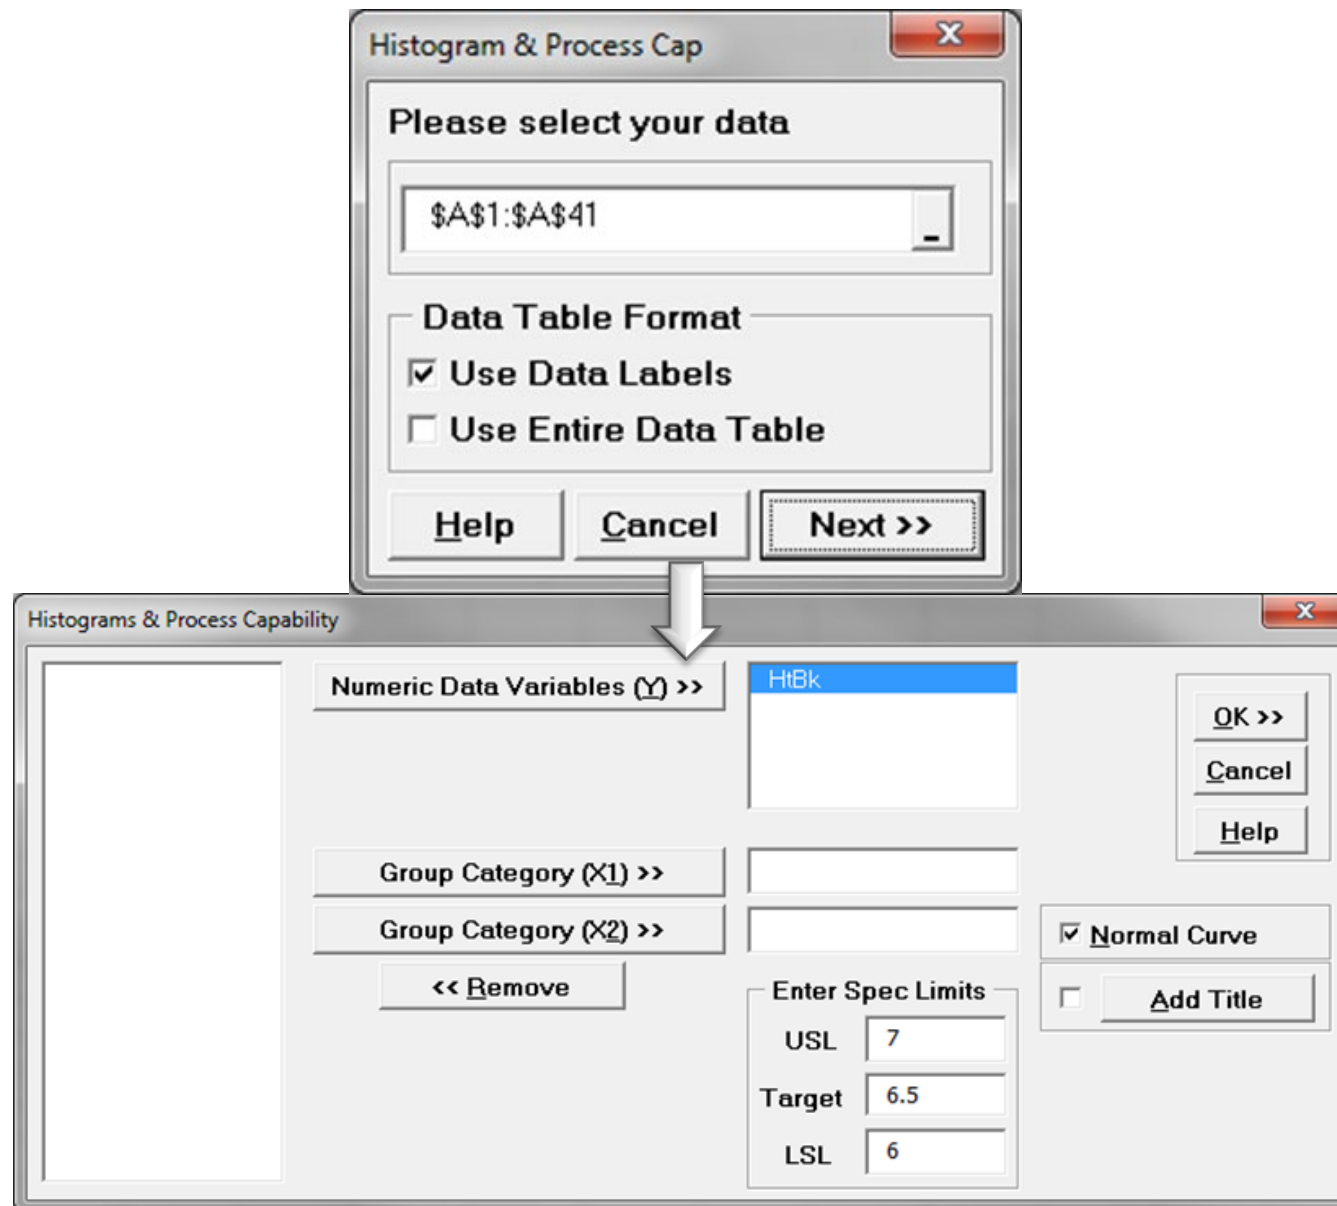 Histogram & Process Cap
Please select your data
$A$1:$A$41
Data Table Format
Use Data Labels
Use Entire Data Table
Help Cancel Next >>
Histograms & Process Capability
Numeric Data Variables (Y) >> HtBk
OK >>
Cancel
Help
Group Category (X1) >>
Group Category (X2) >>
Normal Curve
<< Remove
Enter Spec Limits
Add Title
USL 7
Target 6.5
LSL 6